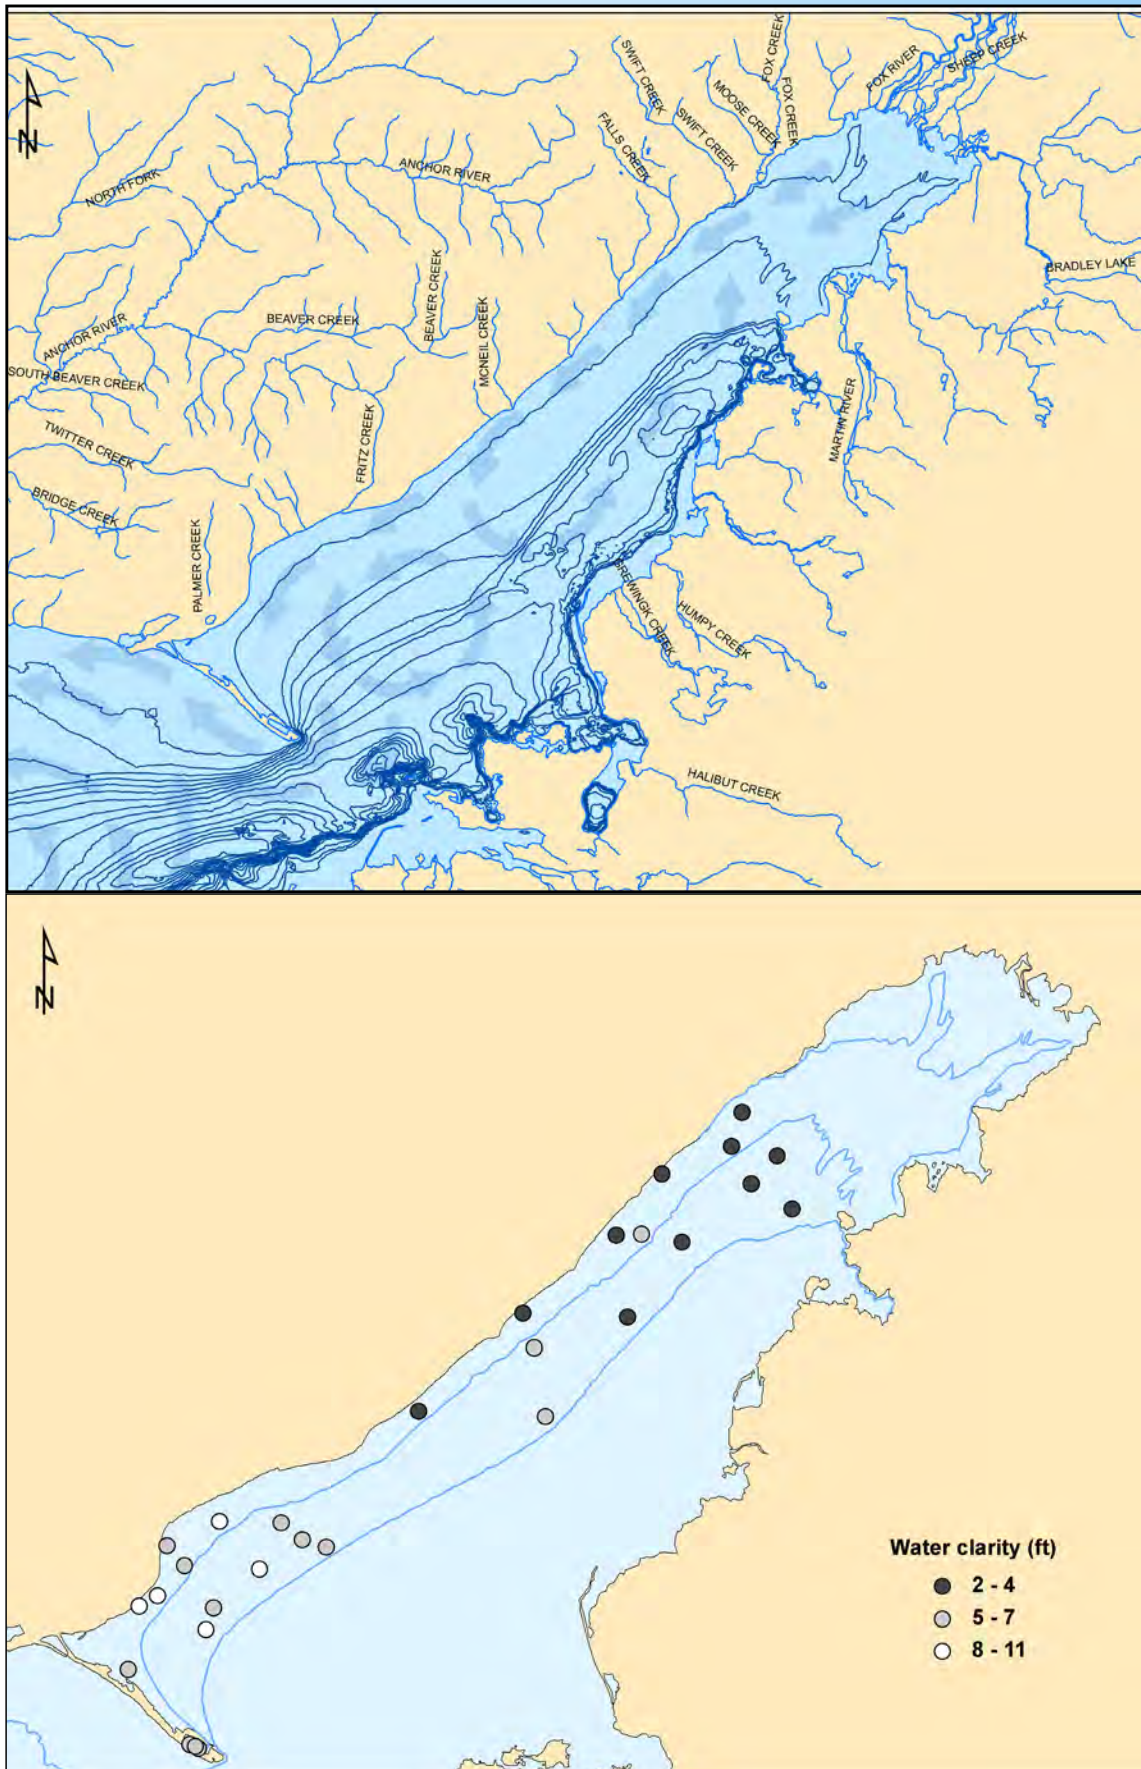 SWIFT CREEK
FOX CREEK
FOX RIVER
SHEEP CREEK
MOOSE CREEK
FOX CREEK
SWIFT CREEK
FALLS CREEK
N
ANCHOR RIVER
NORTH FORK
BRADLEY LAKE
BEAVER CREEK
BEAVER CREEK
MCNEIL CREEK
ANCHOR RIVER
SOUTH BEAVER CREEK
MARTIN RIVER
FRITZ CREEK
TWITTER CREEK
BRIDGE CREEK
PALMER CREEK
GREWINGK CREEK
HUMPY CREEK
HALIBUT CREEK
N
Water clarity (ft)
2 - 4
5 - 7
8 - 11